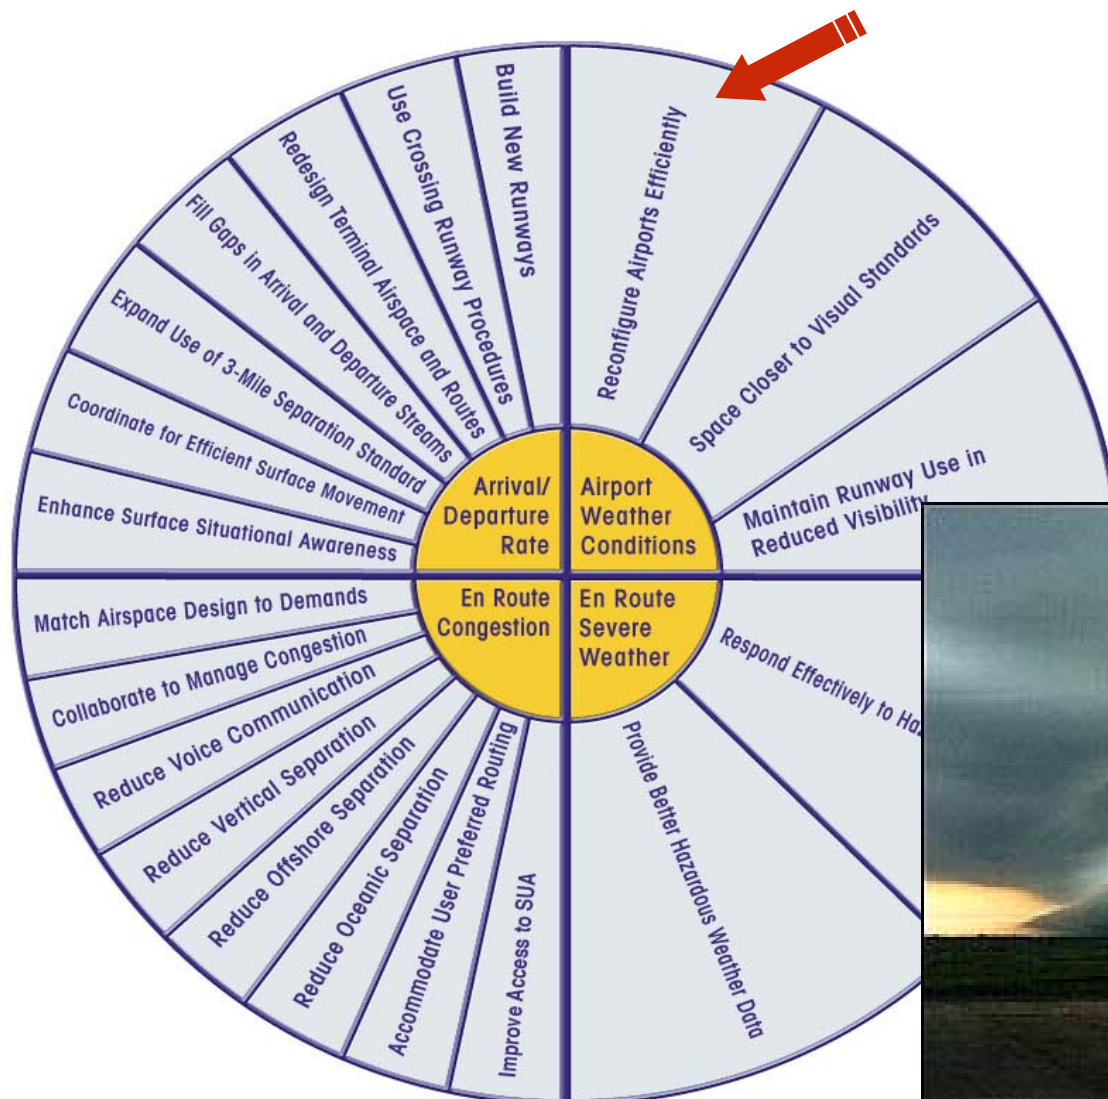 Build New Runways
Use Crossing Runway Procedures
Redesign Terminal Airspace and Routes
Fill Gaps in Arrival and Departure Streams
Expand Use of 3-Mile Separation Standard
Coordinate for Efficient Surface Movement
Enhance Surface Situational Awareness
Arrival/
Departure
Rate
Reconfigure Airports Efficiently
Space Closer to Visual Standards
Maintain Runway Use in
Reduced Visibility
Airport
Weather
Conditions
Match Airspace Design to Demands
Collaborate to Manage Congestion
Reduce Voice Communication
Reduce Vertical Separation
Reduce Offshore Separation
Reduce Oceanic Separation
Accommodate User Preferred Routing
Improve Access to SUA
En Route
Congestion
En Route
Severe
Weather
Respond Effectively to
Provide Better Hazardous Weather Data